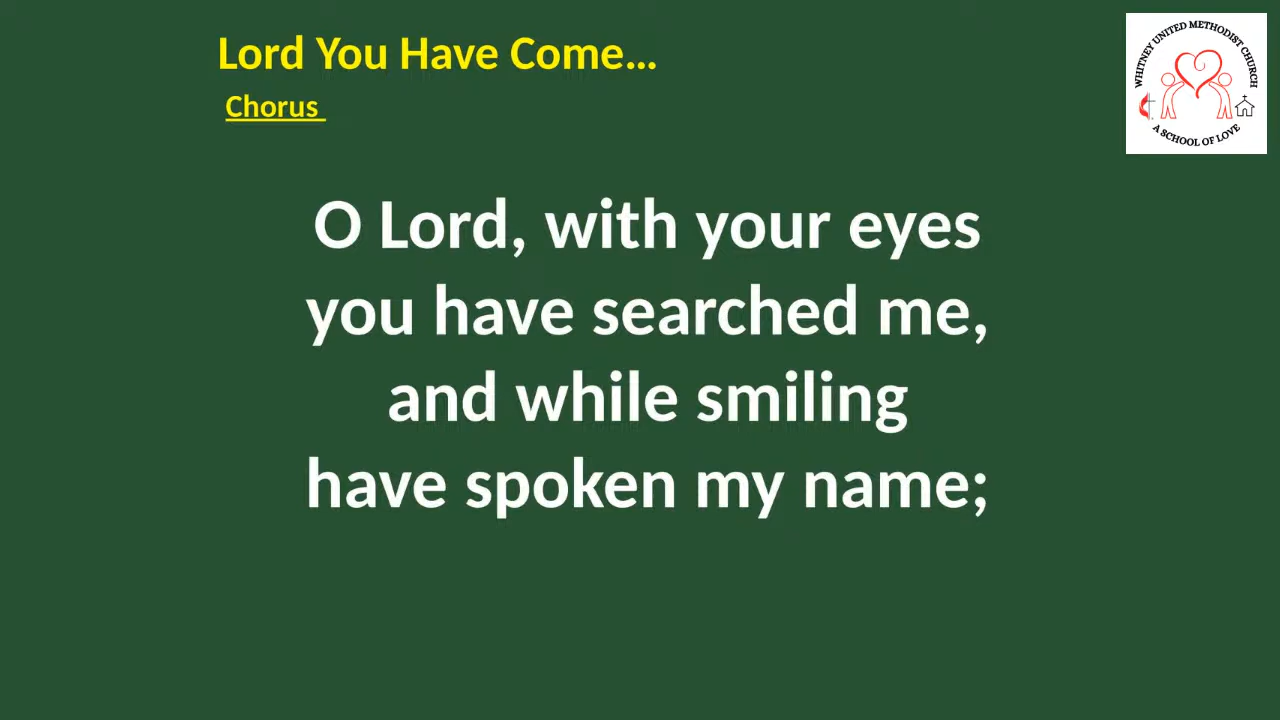 Lord You Have Come…
Chorus
WHITNEY UNITED METHODIST CHURCH
A SCHOOL OF LOVE
O Lord, with your eyes
you have searched me,
and while smiling
have spoken my name;